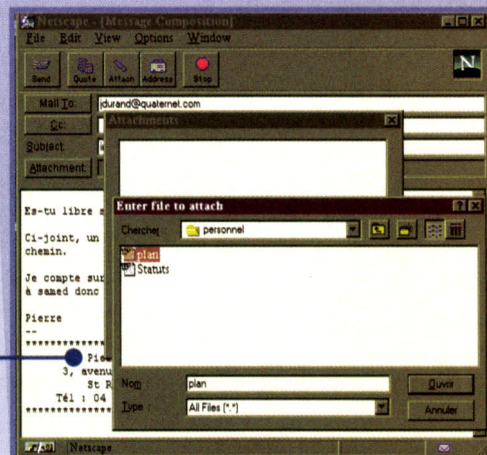 Netscape - [Message Composition]
File Edit View Options Window
Send Quote Attach Address Stop
N
Mail To: jdurand@quaternet.com
Cc:
Attachments
Subject:
Attachment
Es-tu libre
Enter file to attach
Chercher : personnel
Ci-joint, un
chemin.
plan
Statuts
Je compte sur
à samed donc
Pierre
--
********************
Pie
3, avenu
St R
Tél : 04
********************
Nom plan Ouvrir
Type : All Files (*.*) Annuler
Netscape